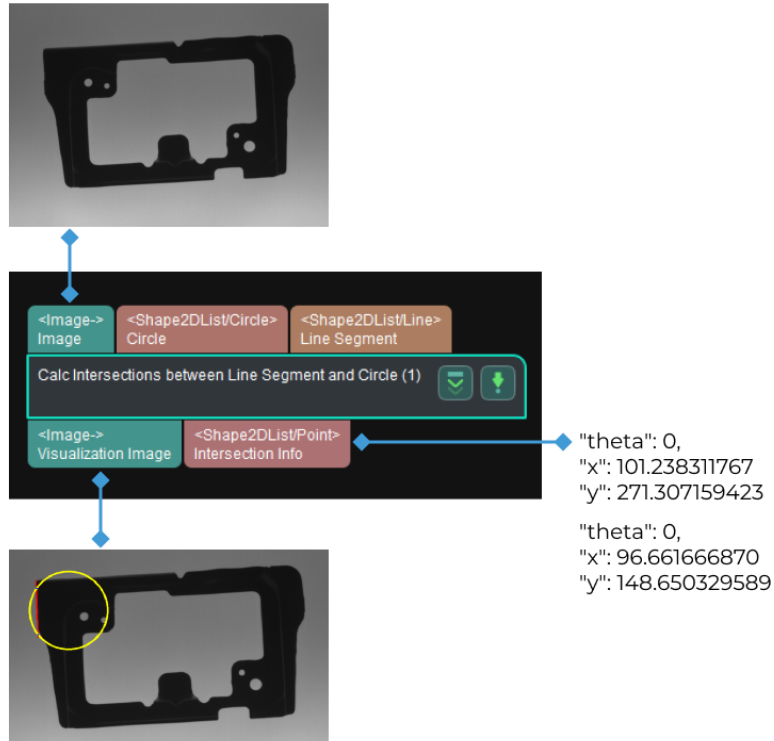 <Image->
Image
<Shape2DList/Circle>
Circle
<Shape2DList/Line>
Line Segment
Calc Intersections between Line Segment and Circle (1)
<Image->
Visualization Image
<Shape2DList/Point>
Intersection Info
"theta": 0,
"x": 101.238311767
"y": 271.307159423
"theta": 0,
"x": 96.661666870
"y": 148.650329589